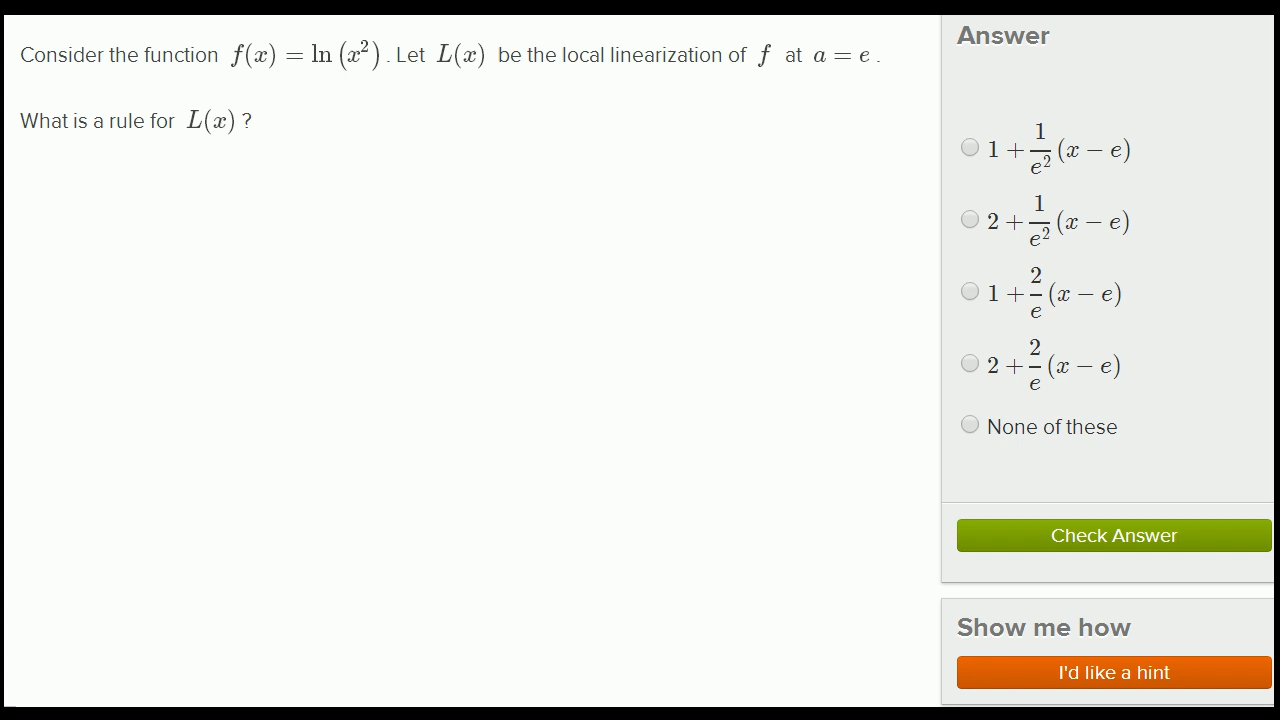 Consider the function f(x) = ln(x²). Let L(x) be the local linearization of f at a = e.
What is a rule for L(x)?
Answer
1 + 1/e² (x − e)
2 + 1/e² (x − e)
1 + 2/e (x − e)
2 + 2/e (x − e)
None of these
Check Answer
Show me how
I'd like a hint